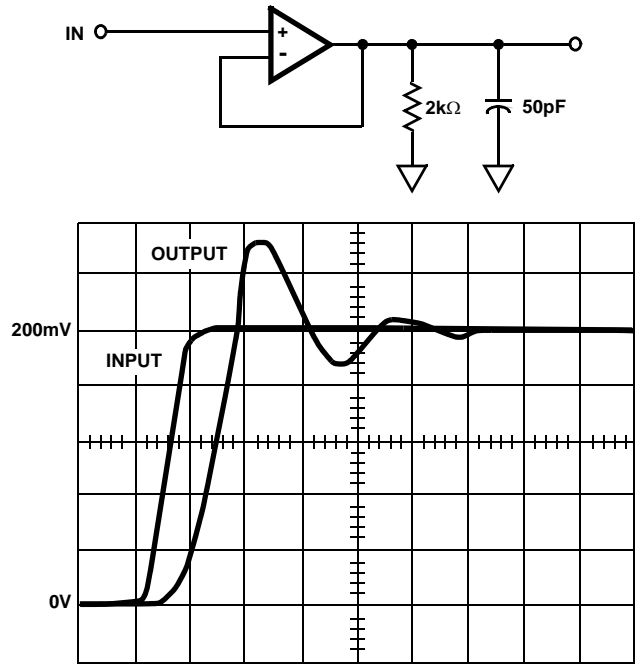 IN
+
-
2kΩ
50pF
OUTPUT
200mV
INPUT
0V